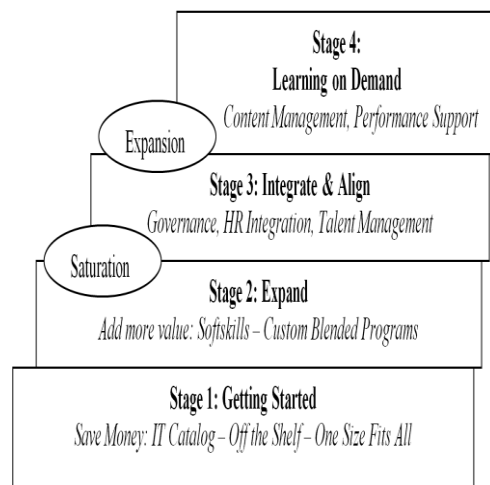 Stage 4:
Learning on Demand
Content Management, Performance Support
Expansion
Stage 3: Integrate & Align
Governance, HR Integration, Talent Management
Saturation
Stage 2: Expand
Add more value: Softskills – Custom Blended Programs
Stage 1: Getting Started
Save Money: IT Catalog – Off the Shelf – One Size Fits All